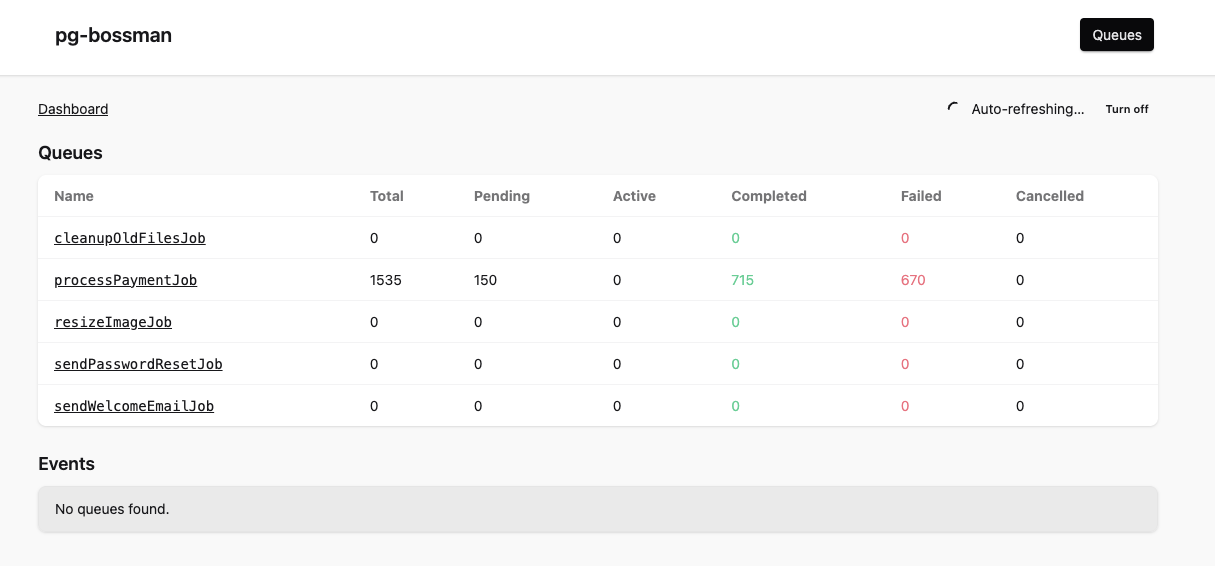 pg-bossman Queues
Dashboard Auto-refreshing... Turn off
Queues
Name Total Pending Active Completed Failed Cancelled
cleanupOldFilesJob 0 0 0 0 0 0
processPaymentJob 1535 150 0 715 670 0
resizeImageJob 0 0 0 0 0 0
sendPasswordResetJob 0 0 0 0 0 0
sendWelcomeEmailJob 0 0 0 0 0 0
Events
No queues found.